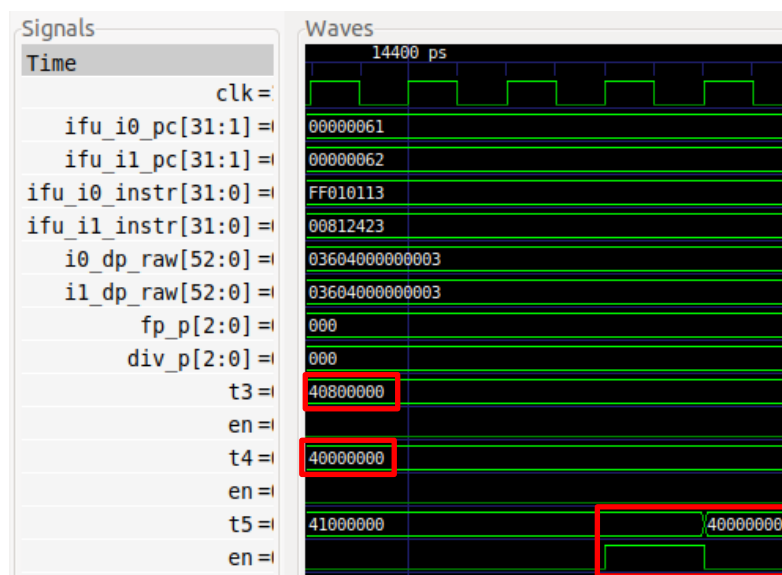 Signals
Waves
Time
14400 ps
clk =
ifu_i0_pc[31:1] = 00000061
ifu_i1_pc[31:1] = 00000062
ifu_i0_instr[31:0] = FF010113
ifu_i1_instr[31:0] = 00812423
i0_dp_raw[52:0] = 03604000000003
i1_dp_raw[52:0] = 03604000000003
fp_p[2:0] = 000
div_p[2:0] = 000
t3 = 40800000
en =
t4 = 40000000
en =
t5 = 41000000 40000000
en =